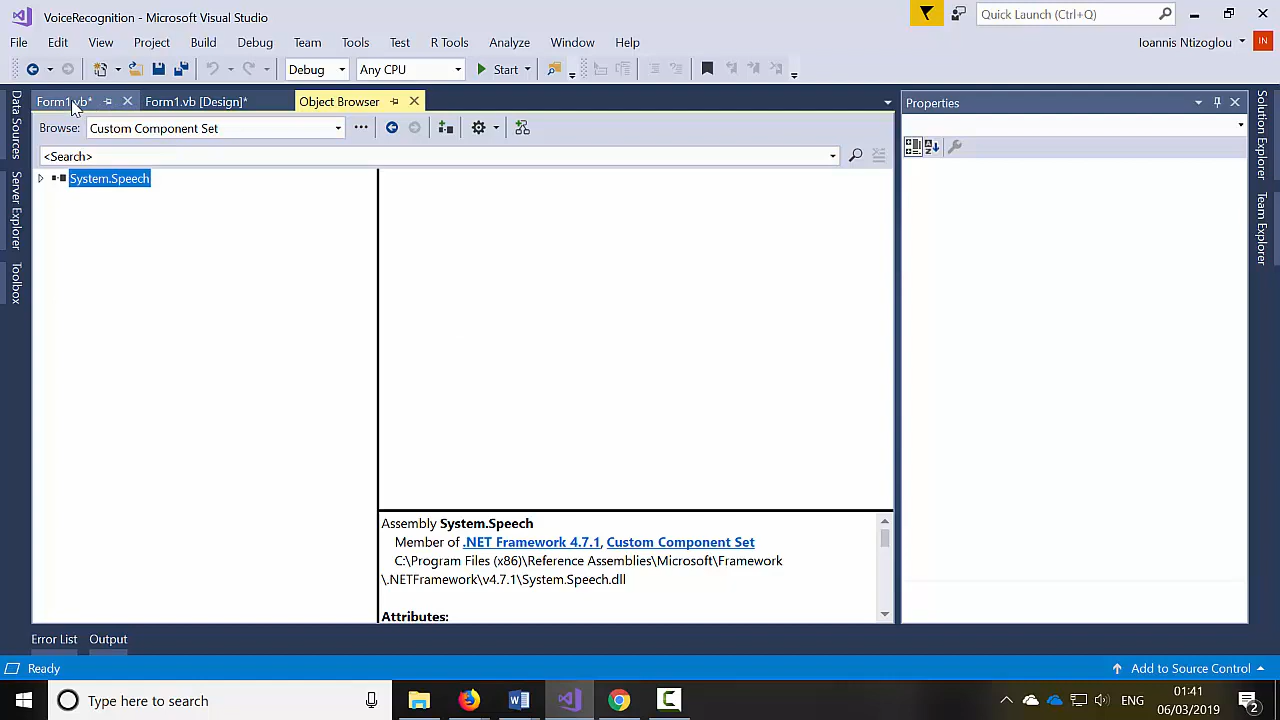 VoiceRecognition - Microsoft Visual Studio
Quick Launch (Ctrl+Q)
File Edit View Project Build Debug Team Tools Test R Tools Analyze Window Help
Ioannis Ntizoglou IN
Debug Any CPU Start
Form1.vb* Form1.vb [Design]* Object Browser
Properties
Browse: Custom Component Set
<Search>
System.Speech
Data Sources
Server Explorer
Toolbox
Solution Explorer
Team Explorer
Assembly System.Speech
Member of .NET Framework 4.7.1, Custom Component Set
C:\Program Files (x86)\Reference Assemblies\Microsoft\Framework
\.NETFramework\v4.7.1\System.Speech.dll
Attributes:
Error List Output
Ready
Add to Source Control
Type here to search
ENG
01:41
06/03/2019
2